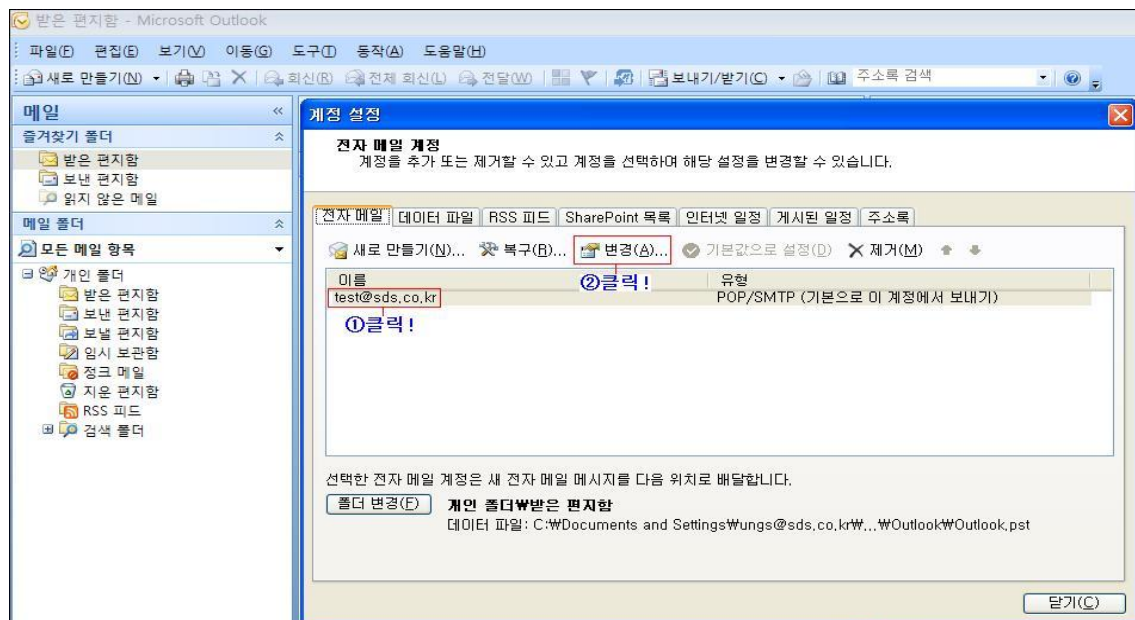 받은 편지함 - Microsoft Outlook
파일(F) 편집(E) 보기(V) 이동(G) 도구(T) 동작(A) 도움말(H)
새로 만들기(N) 회신(R) 전체 회신(L) 전달(W) 보내기/받기(C) 주소록 검색
메일
즐겨찾기 폴더
받은 편지함
보낸 편지함
읽지 않은 메일
메일 폴더
모든 메일 항목
개인 폴더
받은 편지함
보낸 편지함
보낼 편지함
임시 보관함
정크 메일
지운 편지함
RSS 피드
검색 폴더
계정 설정
전자 메일 계정
계정을 추가 또는 제거할 수 있고 계정을 선택하여 해당 설정을 변경할 수 있습니다.
전자 메일 데이터 파일 RSS 피드 SharePoint 목록 인터넷 일정 게시된 일정 주소록
새로 만들기(N)... 복구(R)... 변경(A)... 기본값으로 설정(D) 제거(M)
이름 ②클릭! 유형
test@sds.co.kr POP/SMTP (기본으로 이 계정에서 보내기)
①클릭!
선택한 전자 메일 계정은 새 전자 메일 메시지를 다음 위치로 배달합니다.
폴더 변경(F) 개인 폴더₩받은 편지함
데이터 파일: C:₩Documents and Settings₩ungs@sds.co.kr₩...₩Outlook₩Outlook.pst
닫기(C)